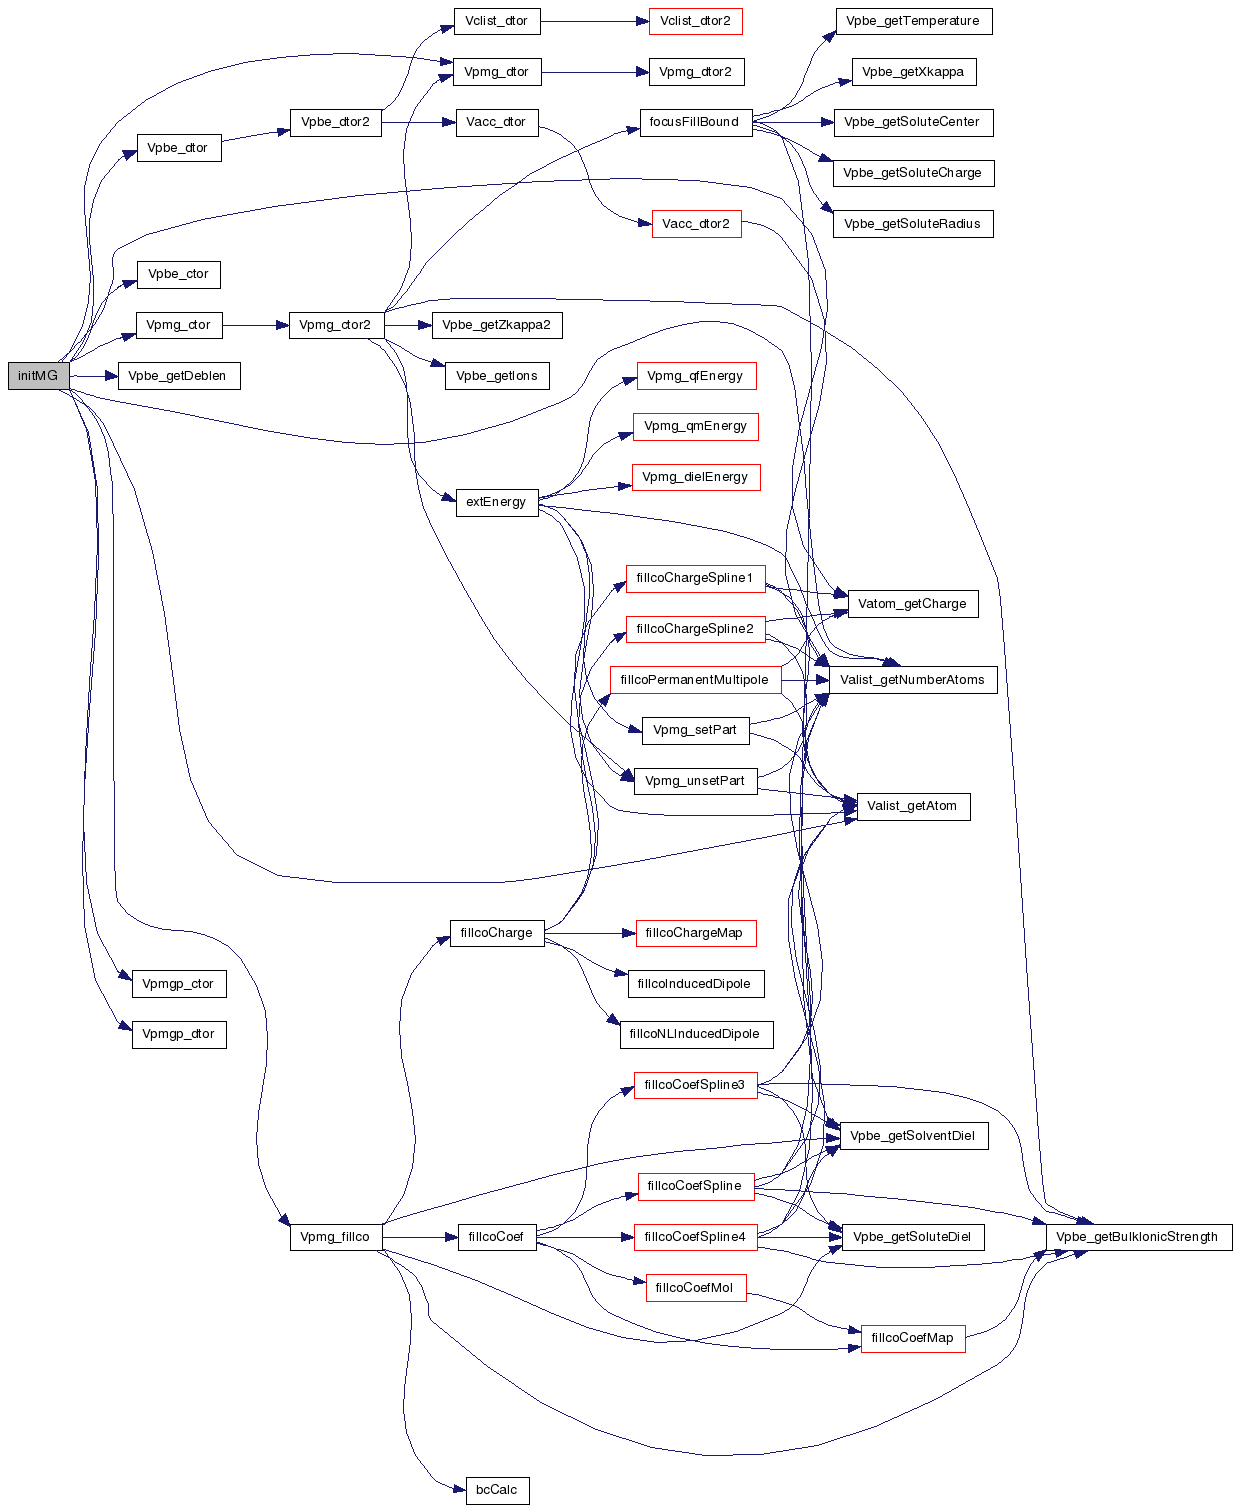 Vclist_dtor
Vclist_dtor2
Vpbe_getTemperature
Vpmg_dtor
Vpmg_dtor2
Vpbe_getXkappa
Vpbe_dtor2
Vacc_dtor
focusFillBound
Vpbe_getSoluteCenter
Vpbe_dtor
Vpbe_getSoluteCharge
Vacc_dtor2
Vpbe_getSoluteRadius
Vpbe_ctor
Vpmg_ctor
Vpmg_ctor2
Vpbe_getZkappa2
initMG
Vpbe_getDeblen
Vpbe_getIons
Vpmg_qfEnergy
Vpmg_qmEnergy
Vpmg_dielEnergy
extEnergy
fillcoChargeSpline1
Vatom_getCharge
fillcoChargeSpline2
fillcoPermanentMultipole
Valist_getNumberAtoms
Vpmg_setPart
Vpmg_unsetPart
Valist_getAtom
fillcoCharge
fillcoChargeMap
Vpmgp_ctor
fillcoInducedDipole
Vpmgp_dtor
fillcoNLInducedDipole
fillcoCoefSpline3
Vpbe_getSolventDiel
fillcoCoefSpline
Vpmg_fillco
fillcoCoef
fillcoCoefSpline4
Vpbe_getSoluteDiel
Vpbe_getBulkIonicStrength
fillcoCoefMol
fillcoCoefMap
bcCalc